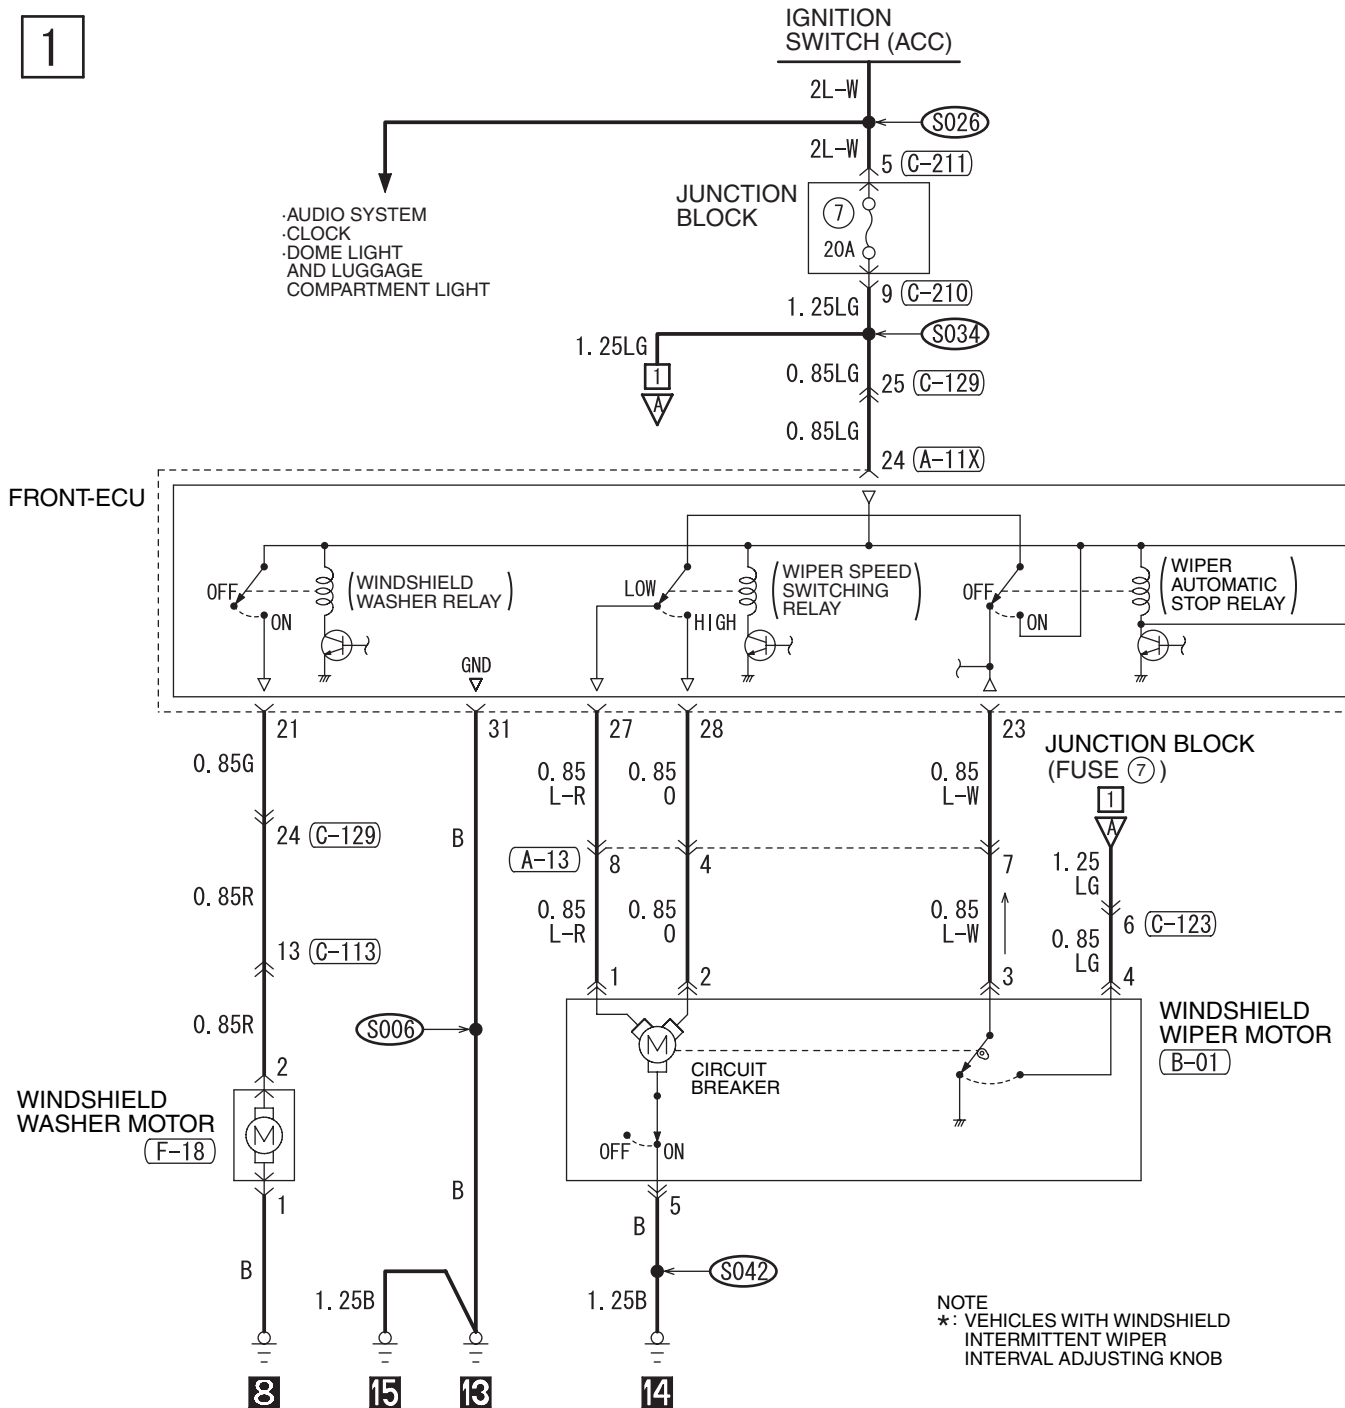 1
IGNITION
SWITCH (ACC)
2L-W
S026
2L-W
5 C-211
JUNCTION
BLOCK
7
20A
·AUDIO SYSTEM
·CLOCK
·DOME LIGHT
AND LUGGAGE
COMPARTMENT LIGHT
9 C-210
1.25LG
S034
1.25LG
1
A
0.85LG
25 C-129
0.85LG
24 A-11X
FRONT-ECU
OFF
ON
(WINDSHIELD
WASHER RELAY)
GND
LOW
HIGH
(WIPER SPEED
SWITCHING
RELAY)
OFF
ON
(WIPER
AUTOMATIC
STOP RELAY)
21
31
27
28
23
JUNCTION BLOCK
(FUSE 7)
1
A
0.85G
0.85
L-R
0.85
O
0.85
L-W
24 C-129
B
A-13
8
4
7
1.25
LG
0.85R
0.85
L-R
0.85
O
0.85
L-W
6 C-123
0.85
LG
13 C-113
1
2
3
4
0.85R
S006
WINDSHIELD
WIPER MOTOR
B-01
M
CIRCUIT
BREAKER
2
WINDSHIELD
WASHER MOTOR
F-18
M
OFF
ON
1
B
5
B
B
S042
1.25B
1.25B
NOTE
*: VEHICLES WITH WINDSHIELD
INTERMITTENT WIPER
INTERVAL ADJUSTING KNOB
8
15
13
14